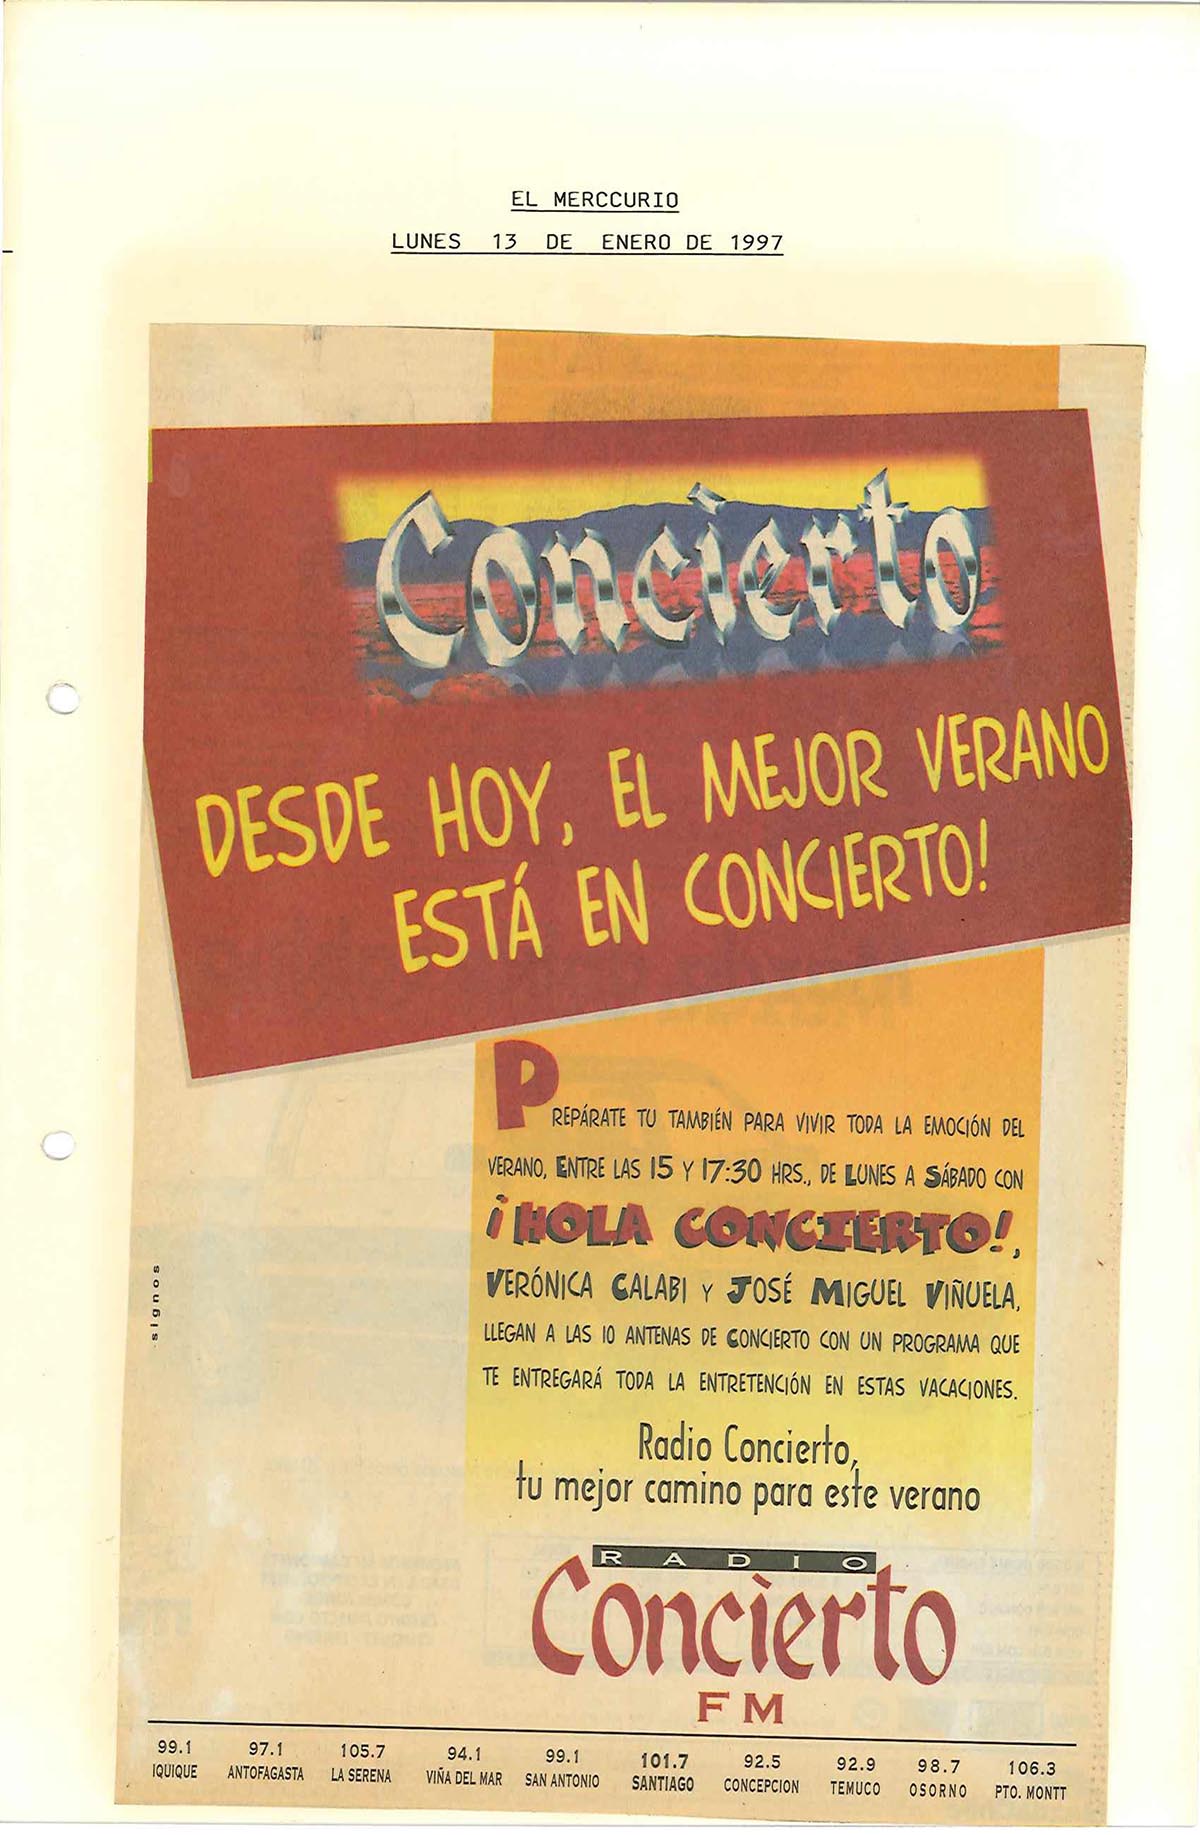 EL MERCCURIO
LUNES 13 DE ENERO DE 1997
Concierto
DESDE HOY, EL MEJOR VERANO
ESTÁ EN CONCIERTO!
PREPÁRATE TU TAMBIÉN PARA VIVIR TODA LA EMOCIÓN DEL
VERANO, ENTRE LAS 15 Y 17:30 HRS., DE LUNES A SÁBADO CON
¡HOLA CONCIERTO!,
VERÓNICA CALABI Y JOSÉ MIGUEL VIÑUELA,
LLEGAN A LAS 10 ANTENAS DE CONCIERTO CON UN PROGRAMA QUE
TE ENTREGARÁ TODA LA ENTRETENCIÓN EN ESTAS VACACIONES.
Radio Concierto,
tu mejor camino para este verano
signos
RADIO
Concierto
FM
99.1 97.1 105.7 94.1 99.1 101.7 92.5 92.9 98.7 106.3
IQUIQUE ANTOFAGASTA LA SERENA VIÑA DEL MAR SAN ANTONIO SANTIAGO CONCEPCION TEMUCO OSORNO PTO. MONTT